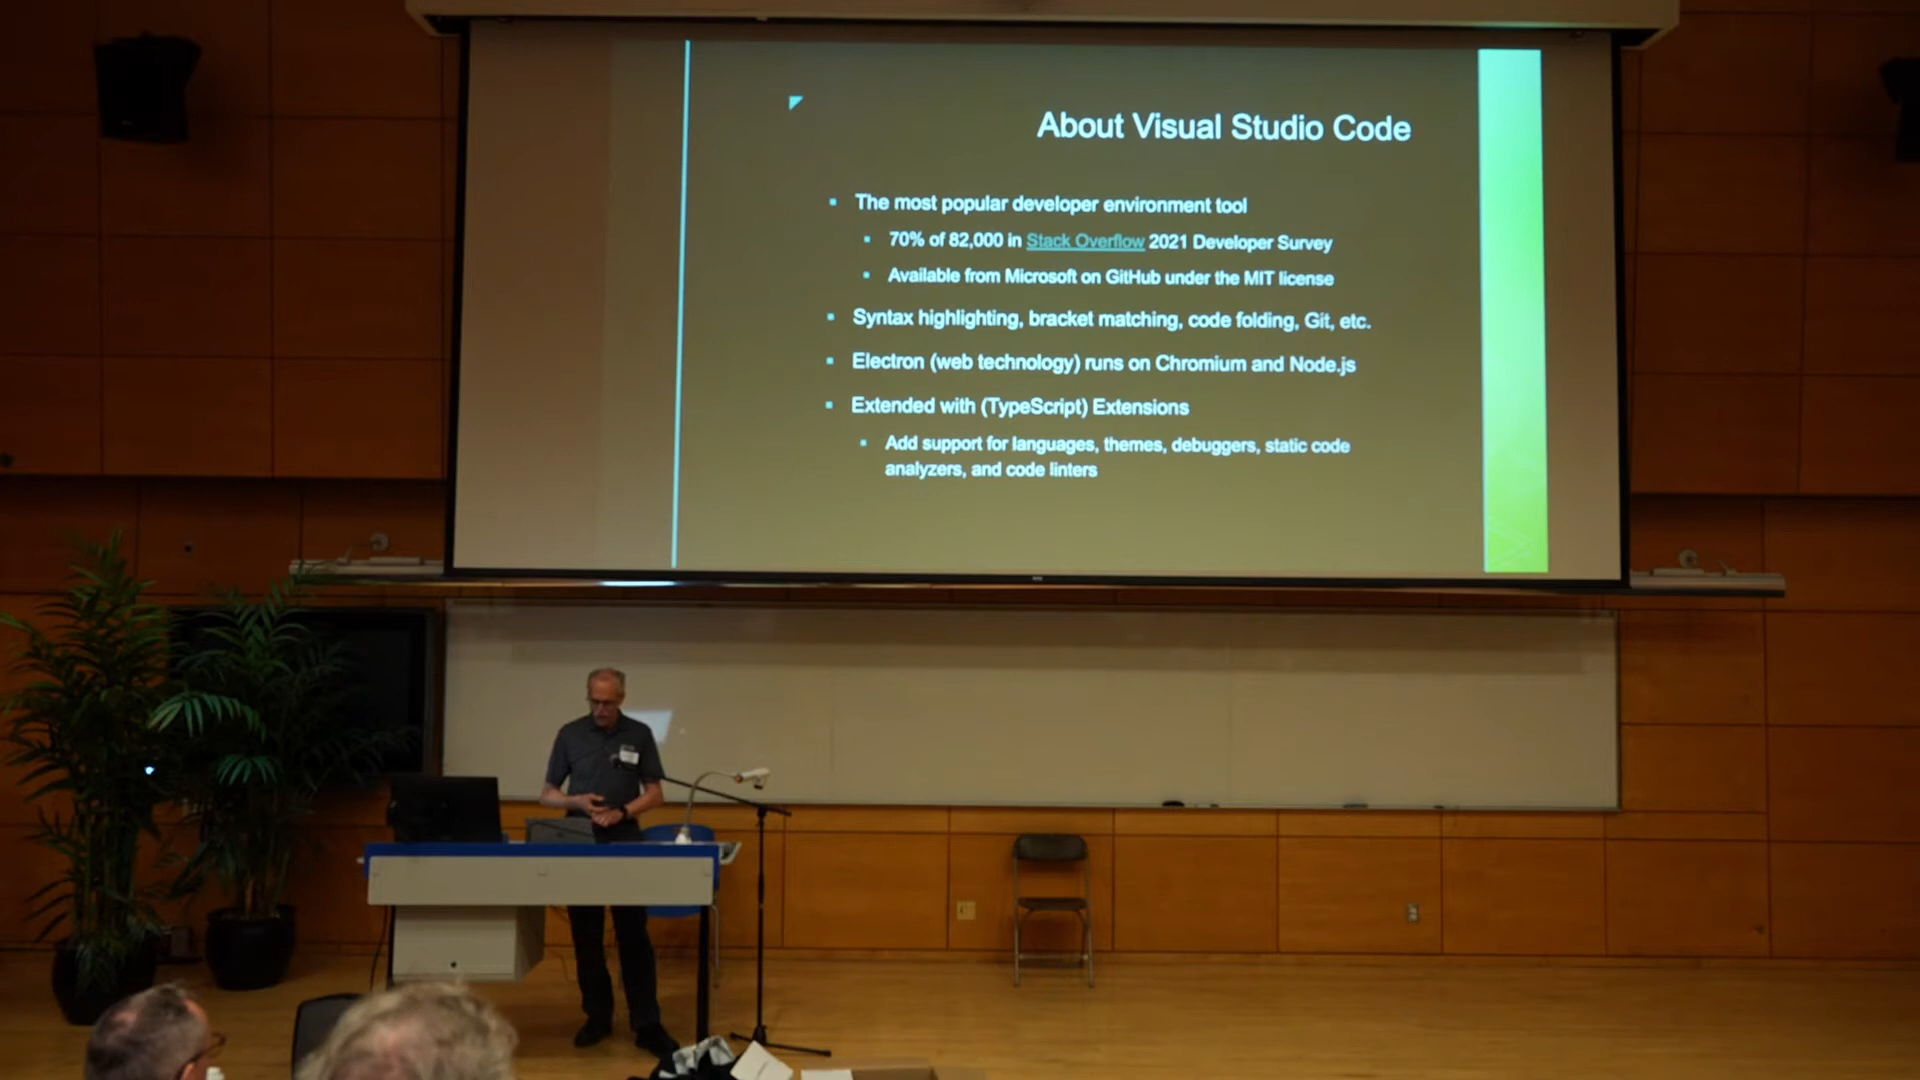 About Visual Studio Code
The most popular developer environment tool
70% of 82,000 in Stack Overflow 2021 Developer Survey
Available from Microsoft on GitHub under the MIT license
Syntax highlighting, bracket matching, code folding, Git, etc.
Electron (web technology) runs on Chromium and Node.js
Extended with (TypeScript) Extensions
Add support for languages, themes, debuggers, static code
analyzers, and code linters